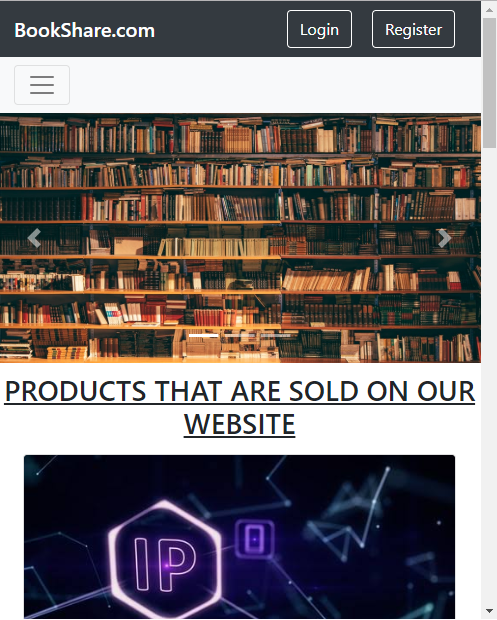 BookShare.com
Login
Register
PRODUCTS THAT ARE SOLD ON OUR
WEBSITE
IP